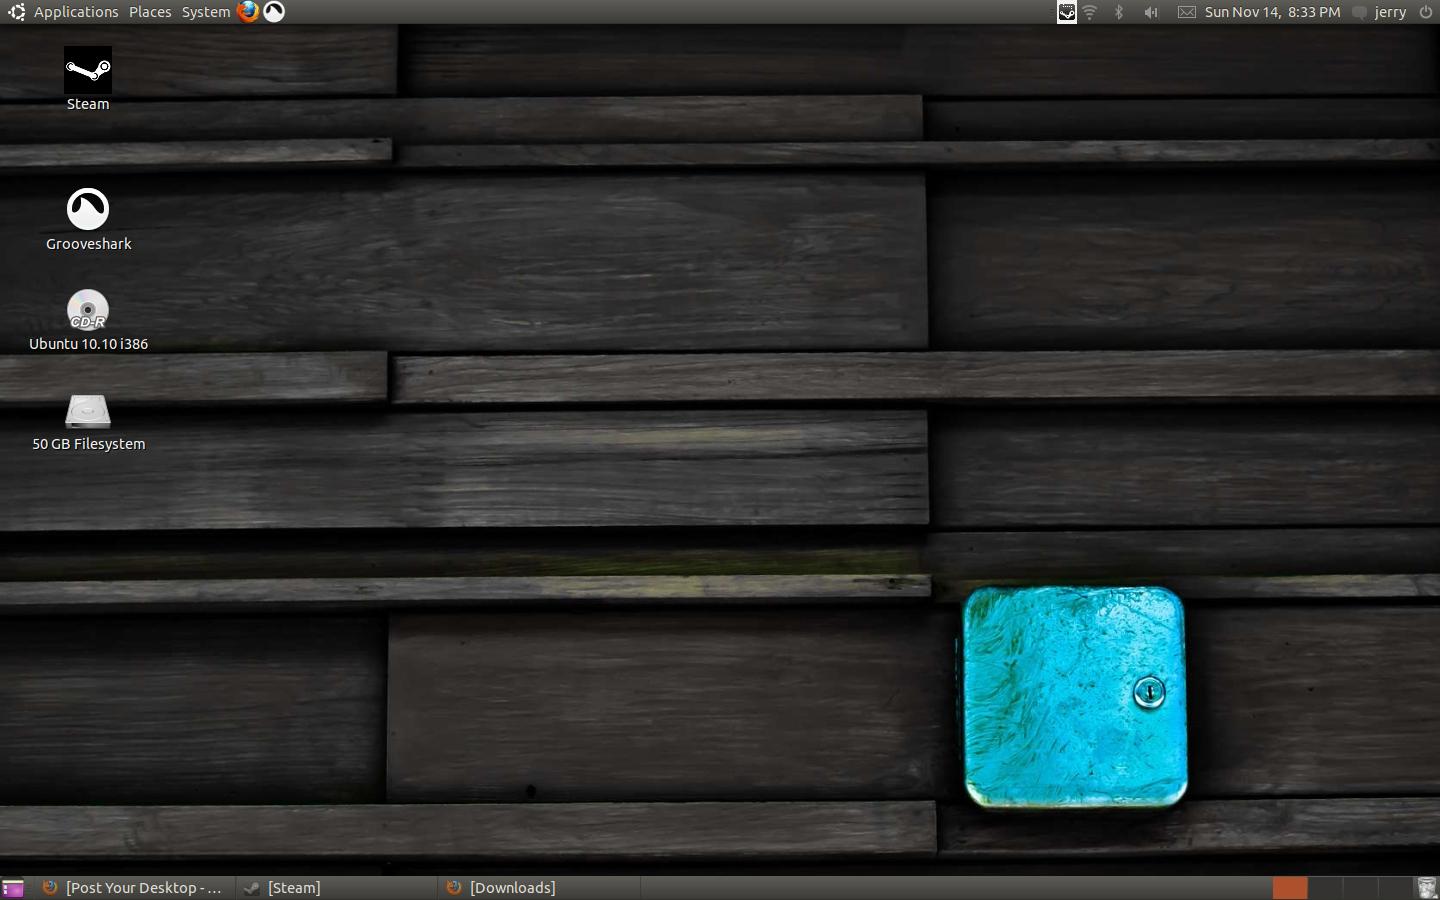 Applications Places System Sun Nov 14, 8:33 PM jerry
Steam
Grooveshark
CD-R
Ubuntu 10.10 i386
50 GB Filesystem
[Post Your Desktop - ... [Steam] [Downloads]